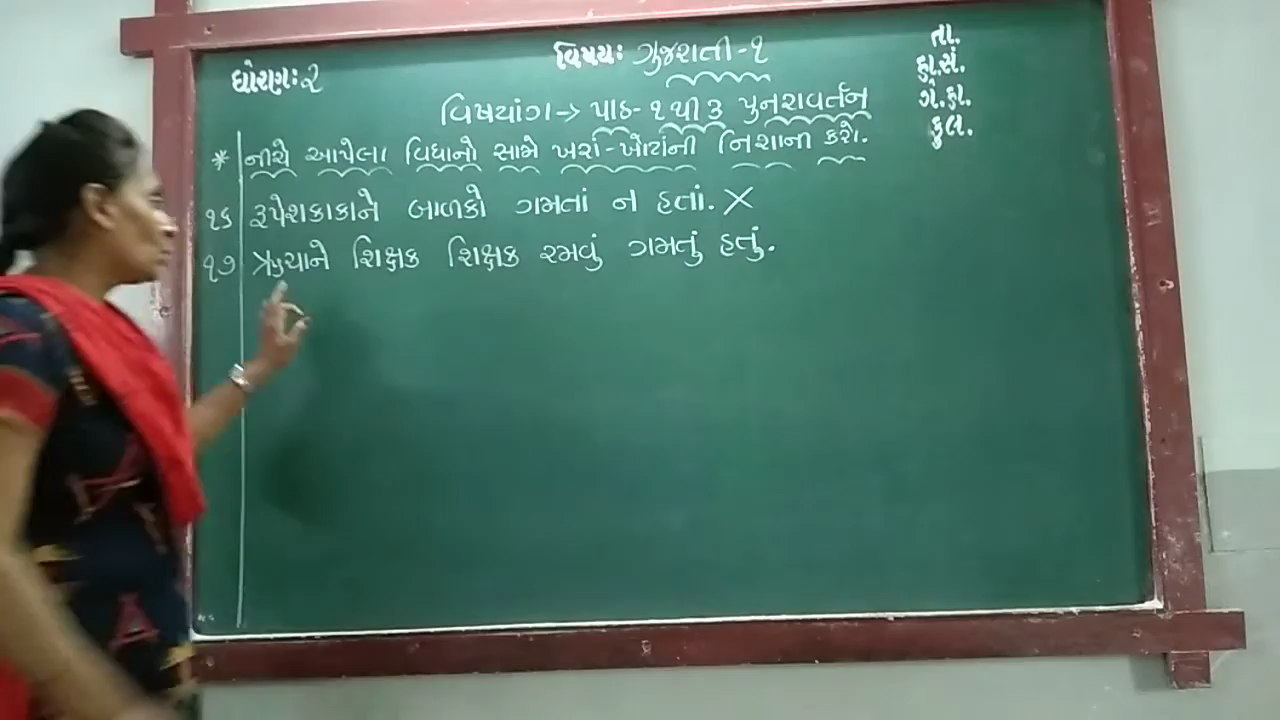 ધોરણઃ ૨
વિષયઃ ગુજરાતી-૧
તા.
કા.સં.
ગે.કા.
કુલ.
વિષયાંગ → પાઠ- ૧ થી ૩ પુનરાવર્તન
* નીચે આપેલા વિધાનો સામે ખરાં-ખોટાંની નિશાની કરો.
૧૬ રૂપેશકાકાને બાળકો ગમતાં ન હતાં. X
૧૭ ઋચાને શિક્ષક શિક્ષક રમવું ગમતું હતું.